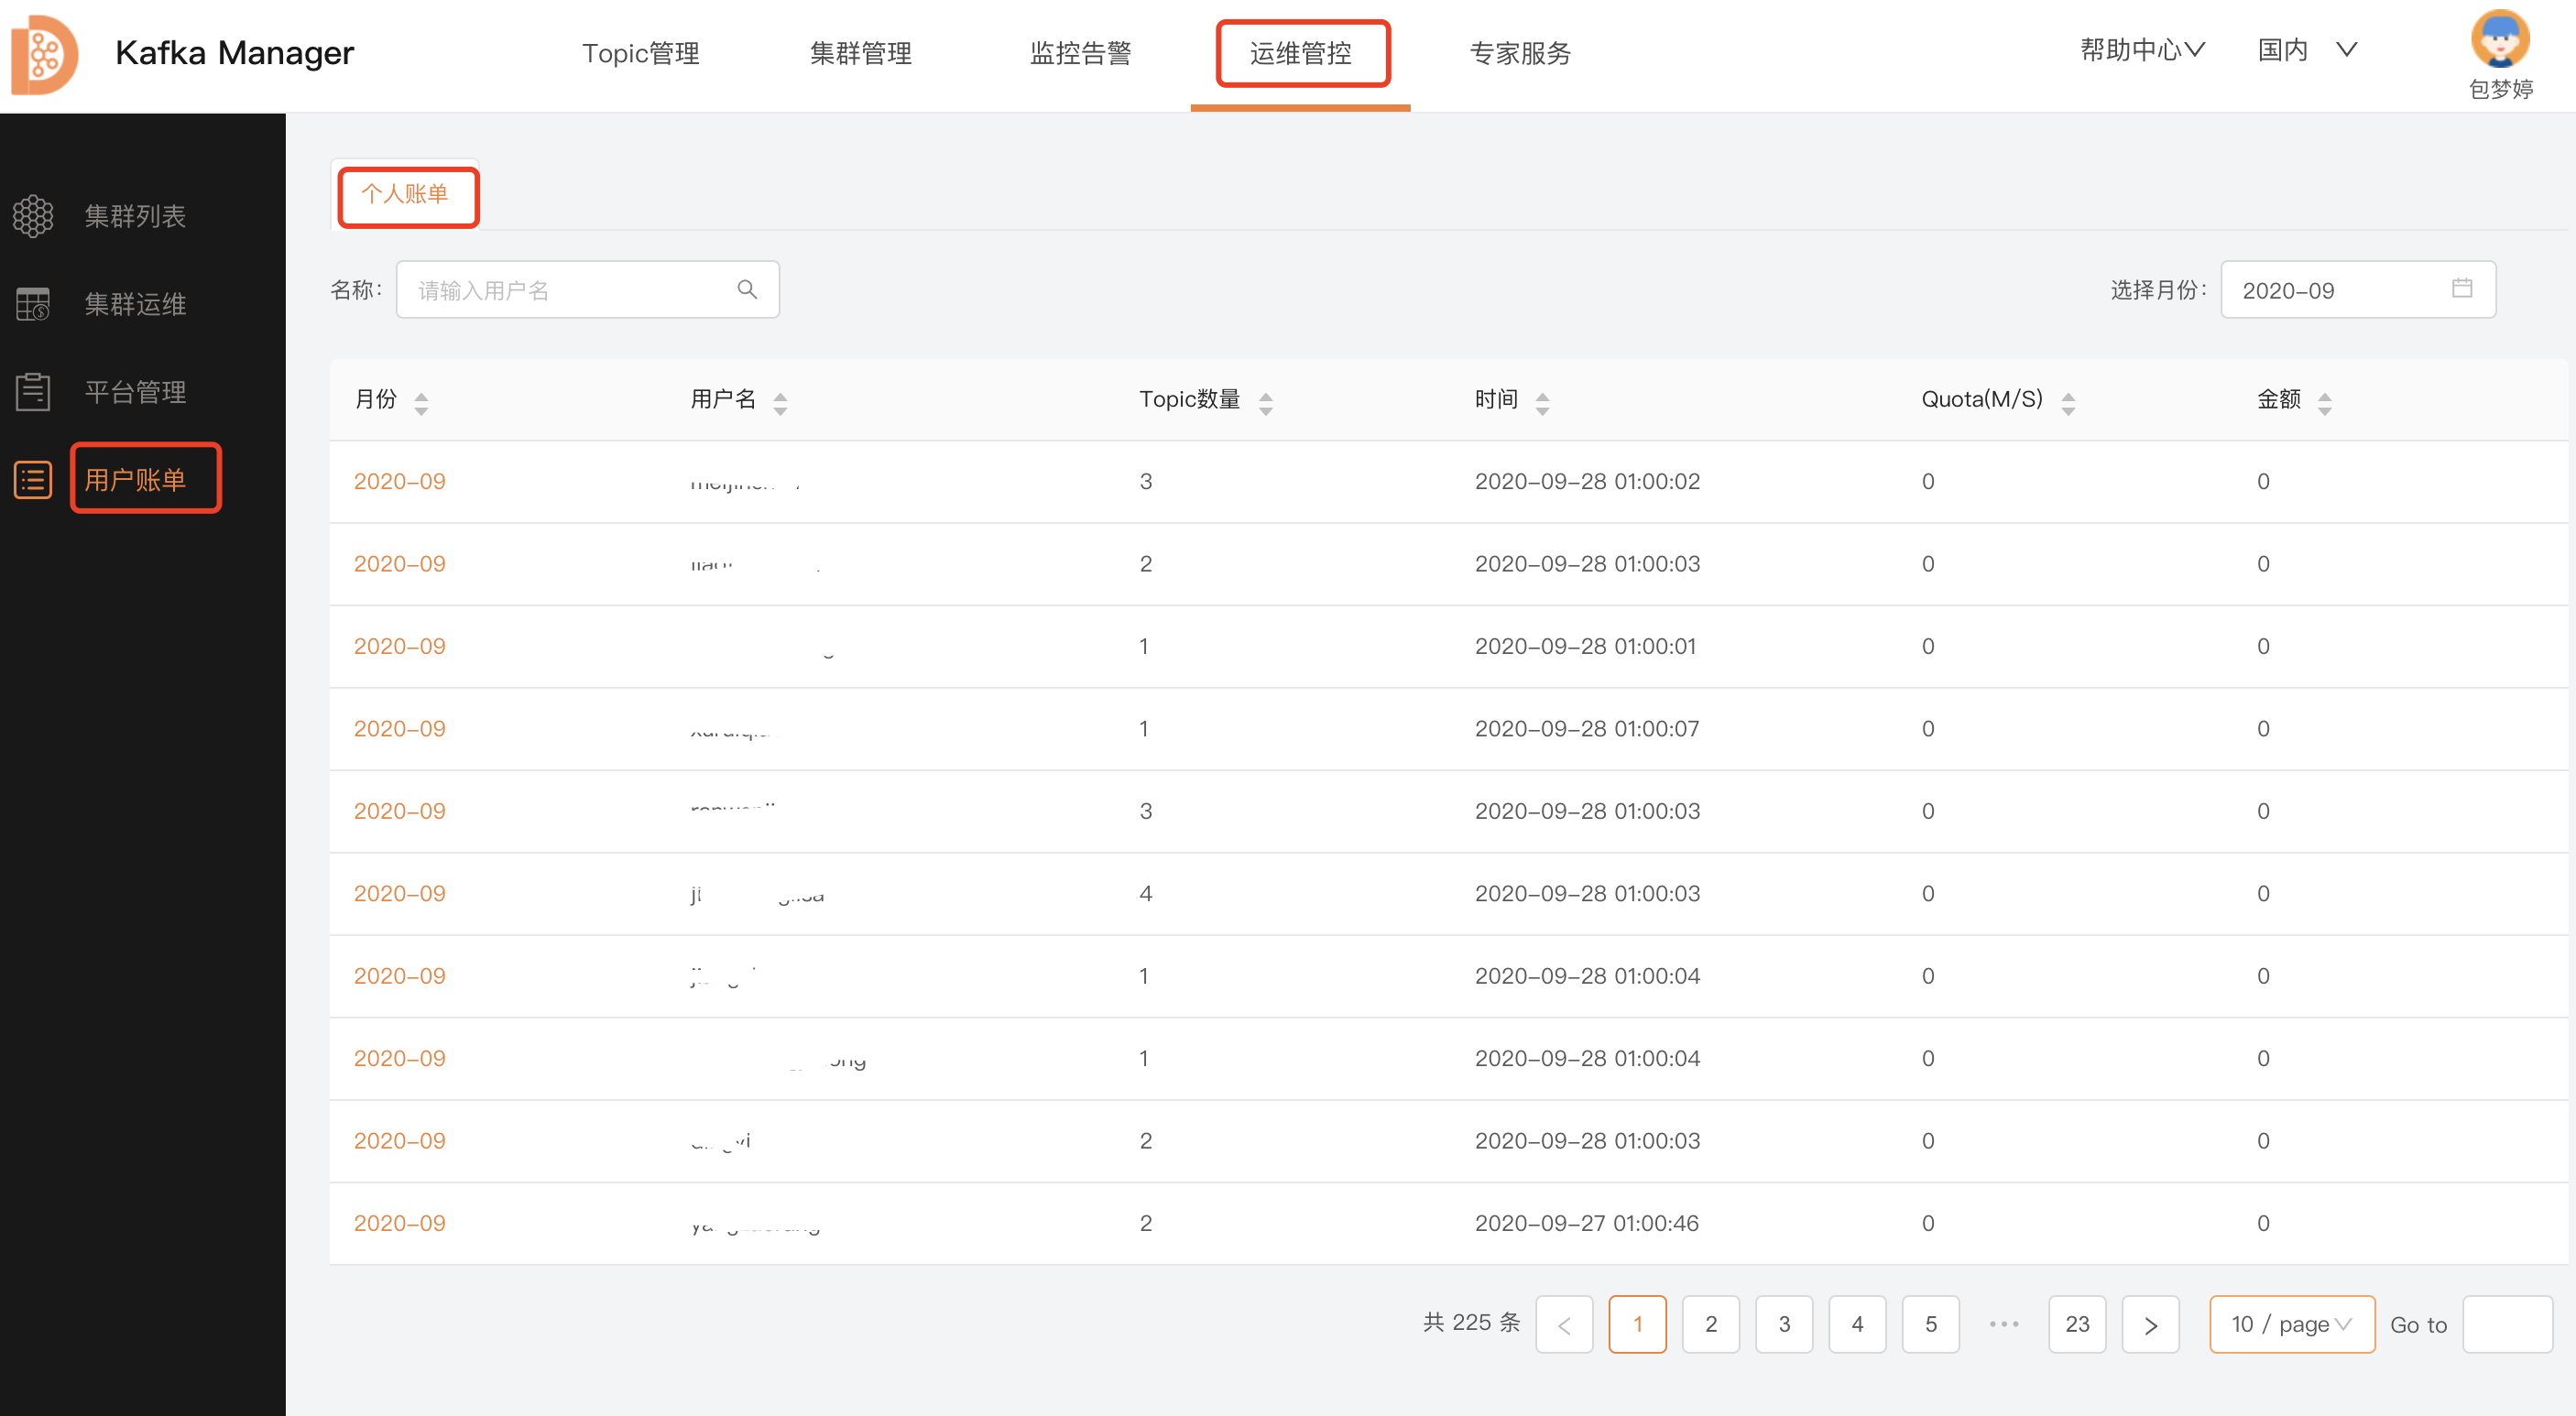 Kafka Manager
Topic管理
集群管理
监控告警
运维管控
专家服务
帮助中心
国内
包梦婷
集群列表
集群运维
平台管理
用户账单
个人账单
名称:
请输入用户名
选择月份:
2020-09
月份 用户名 Topic数量 时间 Quota(M/S) 金额
2020-09 3 2020-09-28 01:00:02 0 0
2020-09 2 2020-09-28 01:00:03 0 0
2020-09 1 2020-09-28 01:00:01 0 0
2020-09 1 2020-09-28 01:00:07 0 0
2020-09 3 2020-09-28 01:00:03 0 0
2020-09 4 2020-09-28 01:00:03 0 0
2020-09 1 2020-09-28 01:00:04 0 0
2020-09 1 2020-09-28 01:00:04 0 0
2020-09 2 2020-09-28 01:00:03 0 0
2020-09 2 2020-09-27 01:00:46 0 0
共 225 条 < 1 2 3 4 5 ••• 23 > 10 / page Go to